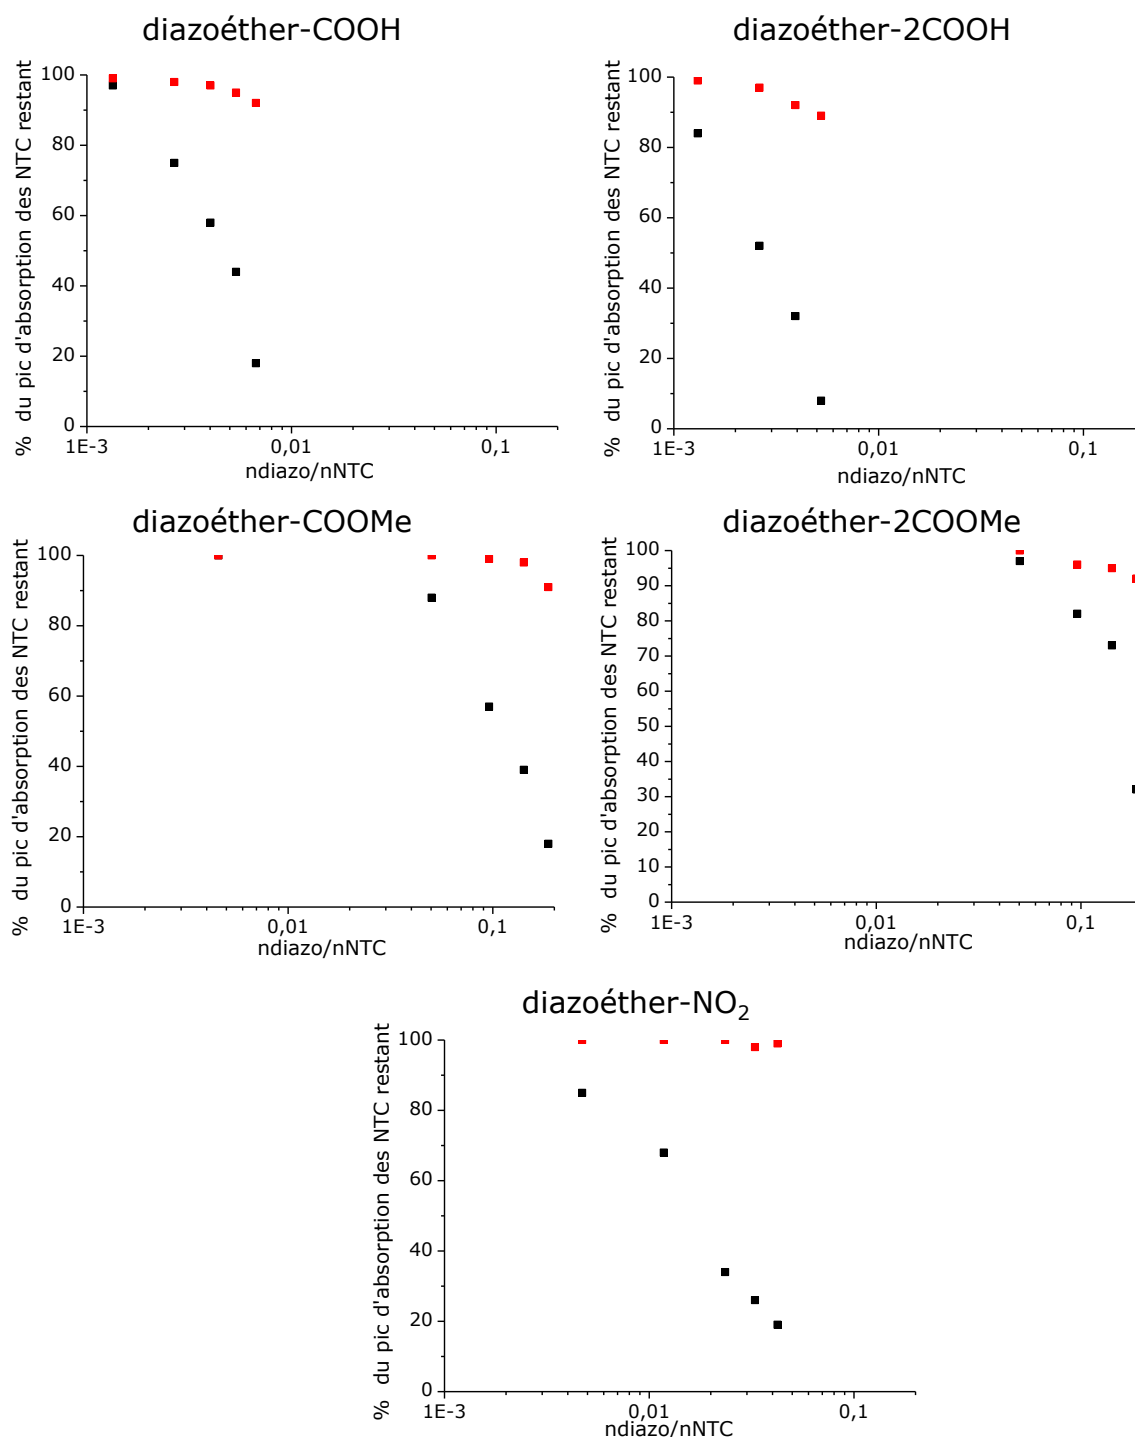 diazoéther-COOH
% du pic d'absorption des NTC restant
100
80
60
40
20
0
1E-3
0,01
0,1
ndiazo/nNTC
diazoéther-2COOH
% du pic d'absorption des NTC restant
100
80
60
40
20
0
1E-3
0,01
0,1
ndiazo/nNTC
diazoéther-COOMe
% du pic d'absorption des NTC restant
100
80
60
40
20
0
1E-3
0,01
0,1
ndiazo/nNTC
diazoéther-2COOMe
% du pic d'absorption des NTC restant
100
90
80
70
60
50
40
30
20
10
0
1E-3
0,01
0,1
ndiazo/nNTC
diazoéther-NO₂
% du pic d'absorption des NTC restant
100
80
60
40
20
0
1E-3
0,01
0,1
ndiazo/nNTC